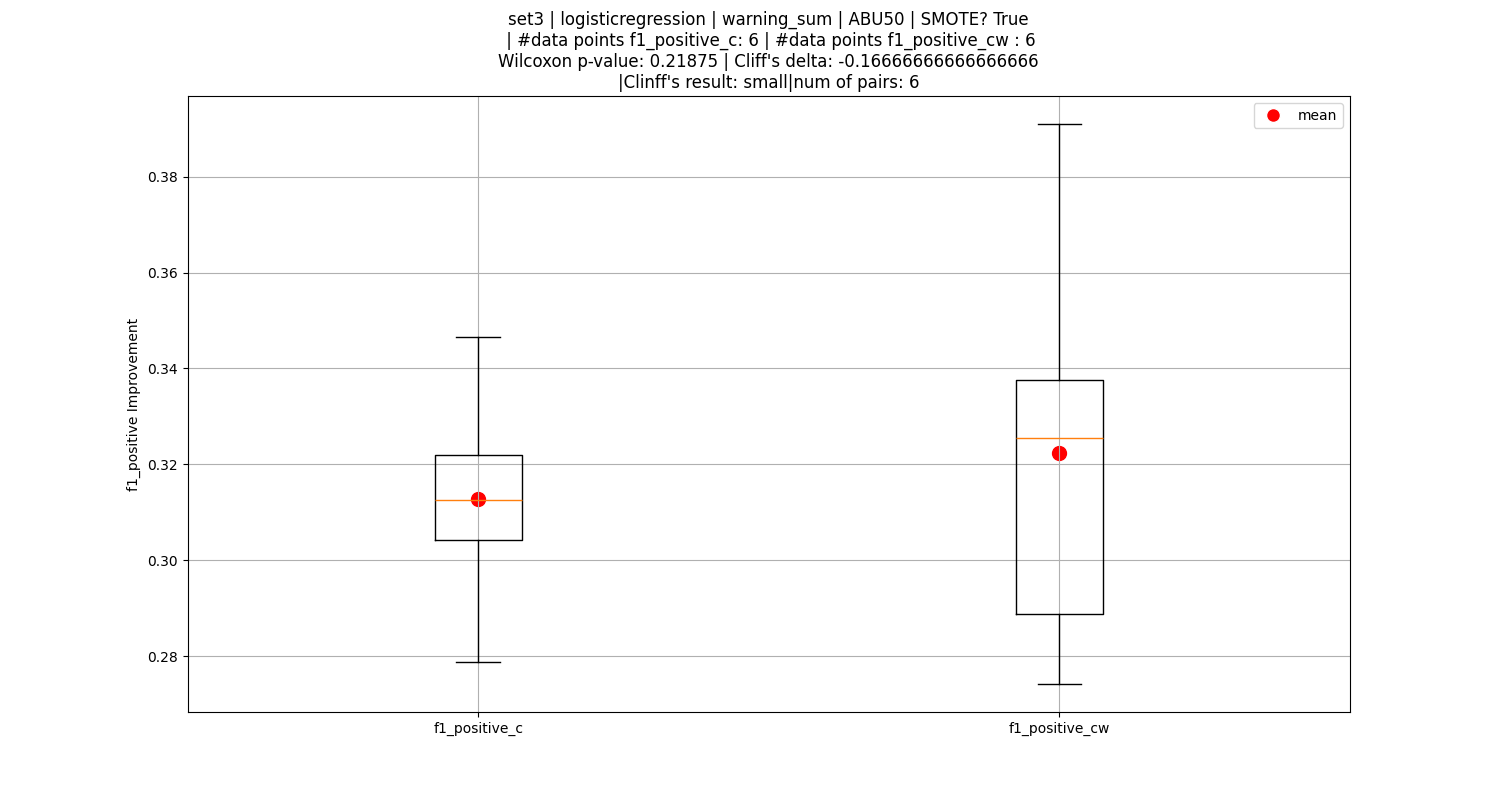 set3 | logisticregression | warning_sum | ABU50 | SMOTE? True
| #data points f1_positive_c: 6 | #data points f1_positive_cw : 6
Wilcoxon p-value: 0.21875 | Cliff's delta: -0.16666666666666666
|Clinff's result: small|num of pairs: 6
mean
f1_positive Improvement
0.38
0.36
0.34
0.32
0.30
0.28
f1_positive_c
f1_positive_cw